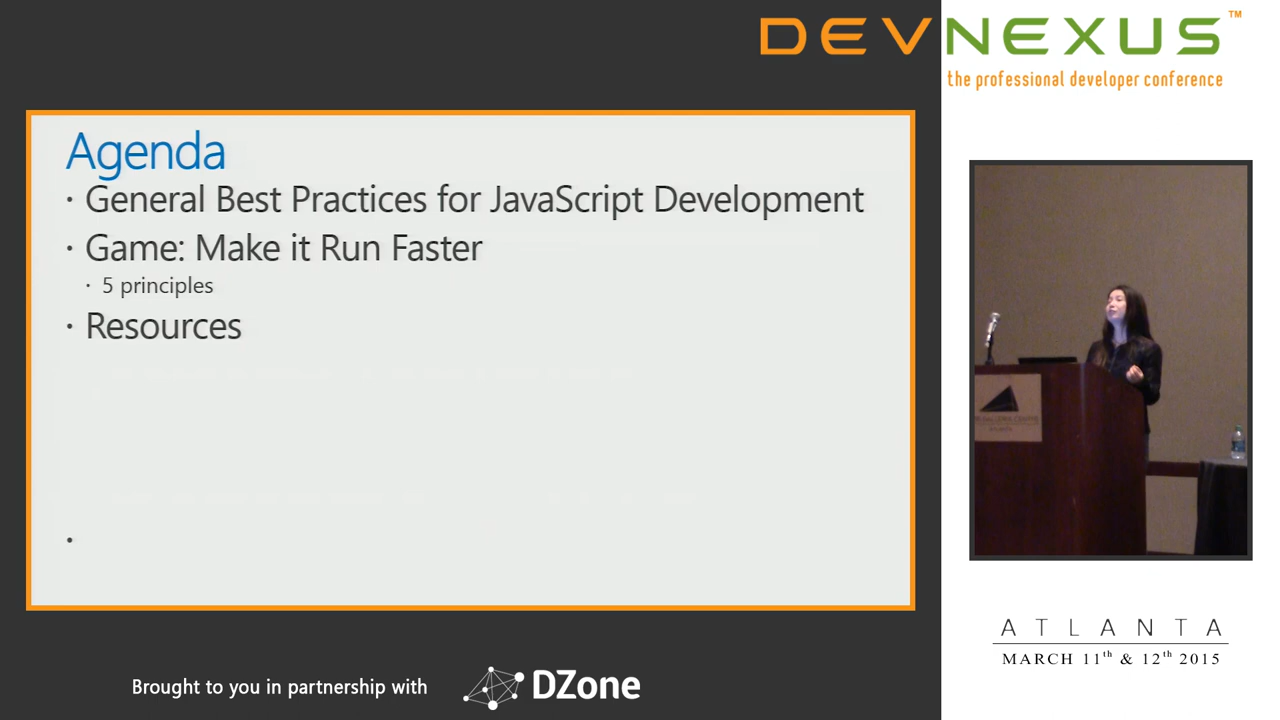 DEVNEXUS™
the professional developer conference
Agenda
· General Best Practices for JavaScript Development
· Game: Make it Run Faster
· 5 principles
· Resources
·
ATLANTA
MARCH 11th & 12th 2015
Brought to you in partnership with DZone